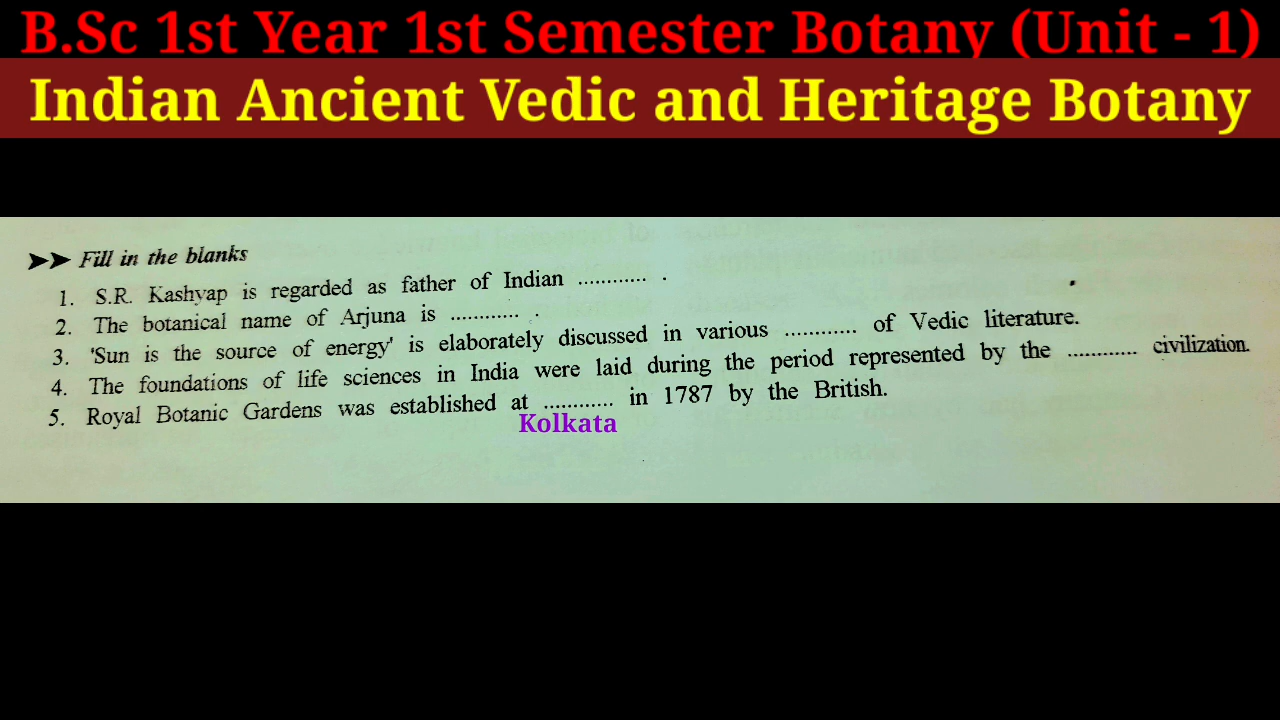 B.Sc 1st Year 1st Semester Botany (Unit - 1)
Indian Ancient Vedic and Heritage Botany
Fill in the blanks
1. S.R. Kashyap is regarded as father of Indian ............ .
2. The botanical name of Arjuna is ............ .
3. 'Sun is the source of energy' is elaborately discussed in various ............ of Vedic literature.
4. The foundations of life sciences in India were laid during the period represented by the ............ civilization.
5. Royal Botanic Gardens was established at ............ in 1787 by the British.
Kolkata